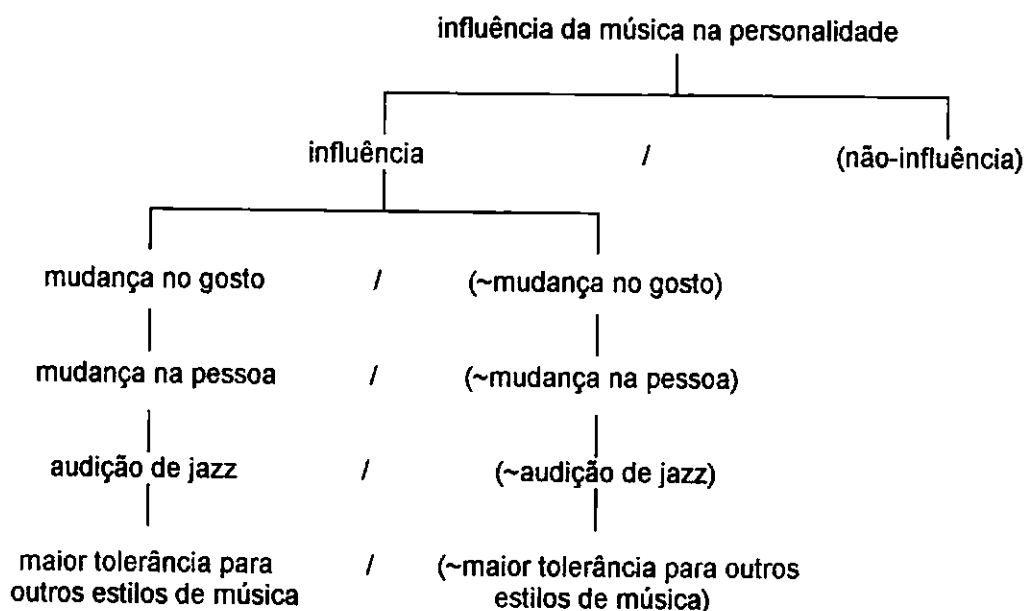 influência da música na personalidade
influência / (não-influência)
mudança no gosto / (~mudança no gosto)
mudança na pessoa / (~mudança na pessoa)
audição de jazz / (~audição de jazz)
maior tolerância para / (~maior tolerância para outros
outros estilos de música estilos de música)